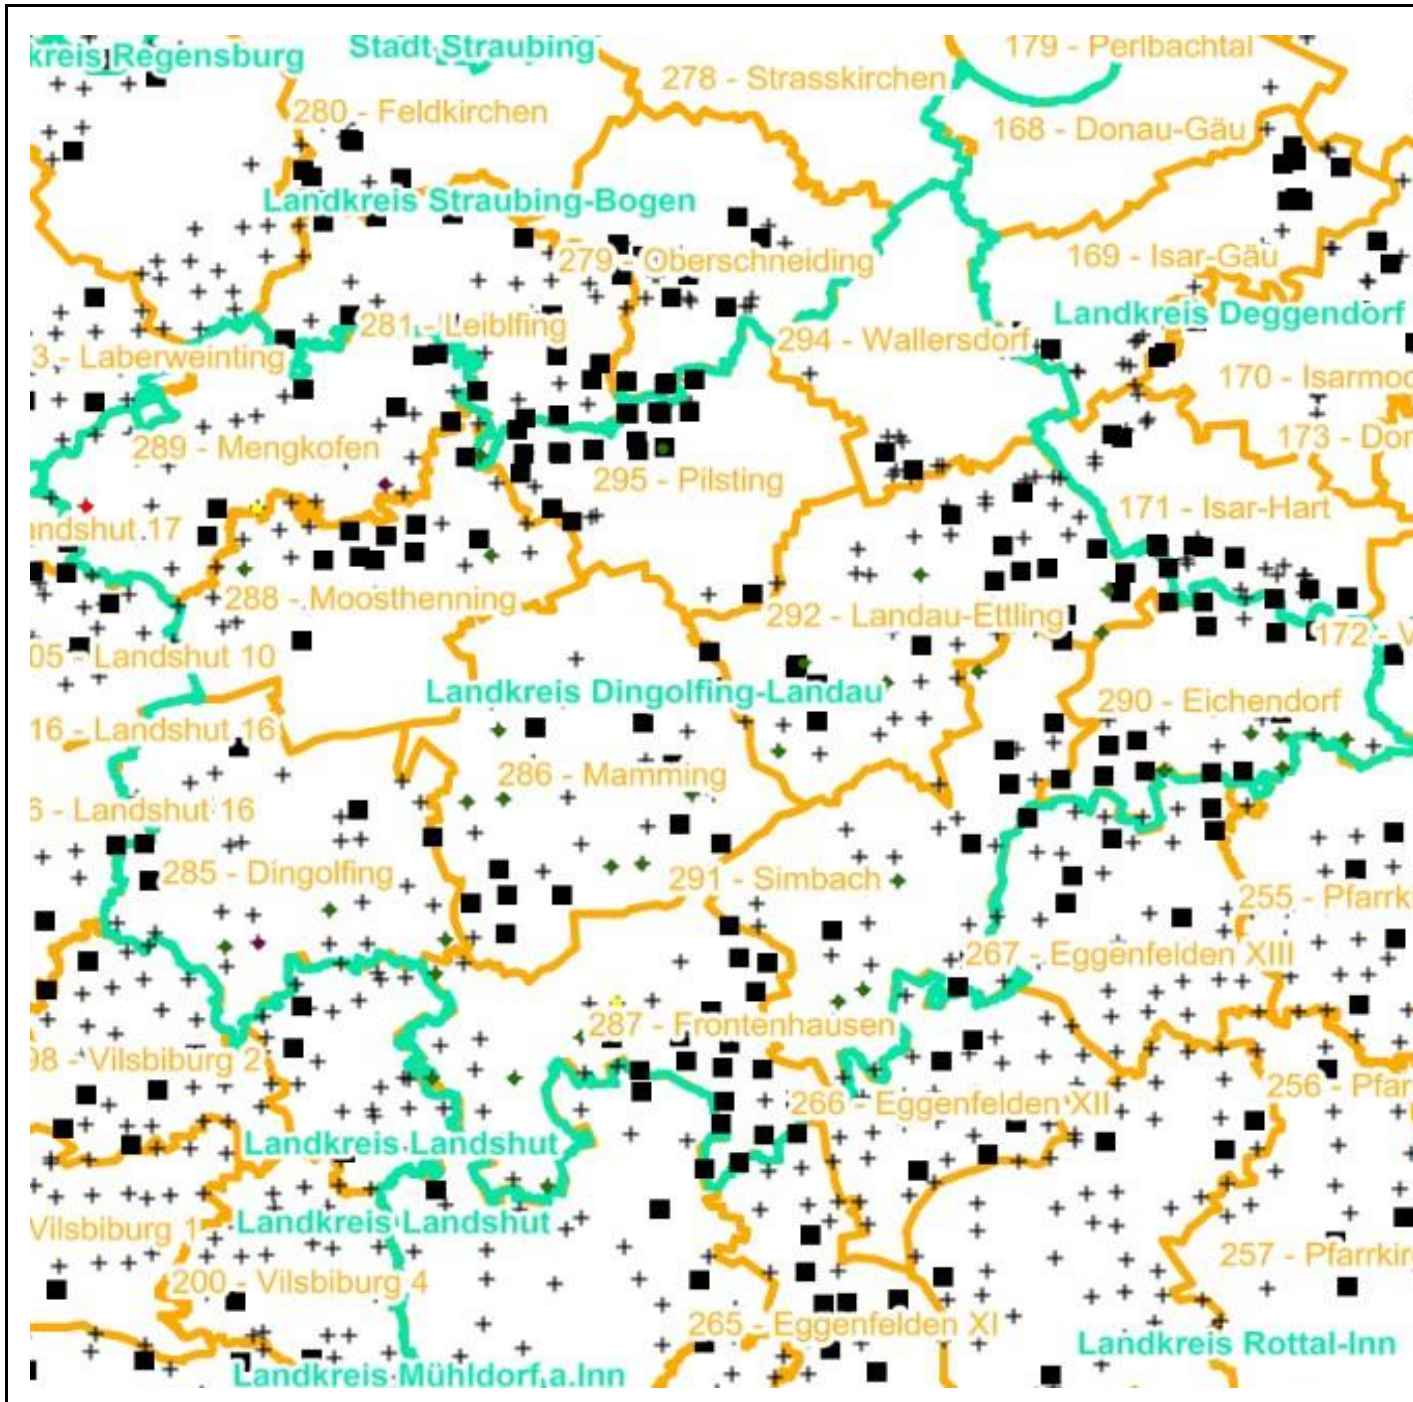 179 - Perlbachtal
Stadt Straubing
kreis Regensburg
278 - Strasskirchen
280 - Feldkirchen
168 - Donau-Gäu
Landkreis Straubing-Bogen
169 - Isar-Gäu
279 - Oberschneiding
Landkreis Deggendorf
281 - Leiblfing
294 - Wallersdorf
3 - Laberweinting
170 - Isarmoo
289 - Mengkofen
173 - Don
295 - Pilsting
171 - Isar-Hart
andshut 17
288 - Moosthenning
292 - Landau-Ettling
172 - V
05 - Landshut 10
Landkreis Dingolfing-Landau
290 - Eichendorf
16 - Landshut 16
286 - Mamming
6 - Landshut 16
285 - Dingolfing
291 - Simbach
255 - Pfarrk
267 - Eggenfelden XIII
287 - Frontenhausen
98 - Vilsbiburg 2
256 - Pfar
266 - Eggenfelden XII
Landkreis Landshut
Landkreis Landshut
Vilsbiburg 1
257 - Pfarrkir
200 - Vilsbiburg 4
265 - Eggenfelden XI
Landkreis Rottal-Inn
Landkreis Mühldorf a.Inn